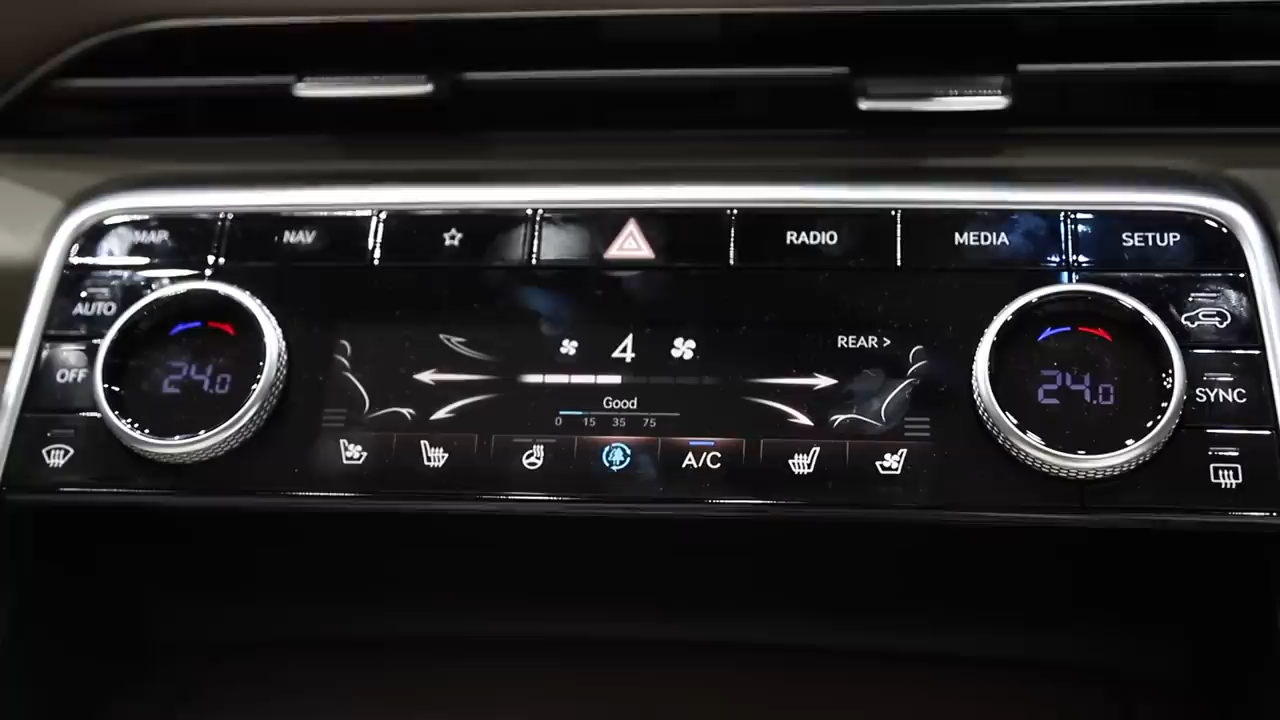 MAP NAV RADIO MEDIA SETUP
AUTO
4
REAR >
24.0
24.0
OFF
SYNC
Good
0 15 35 75
A/C